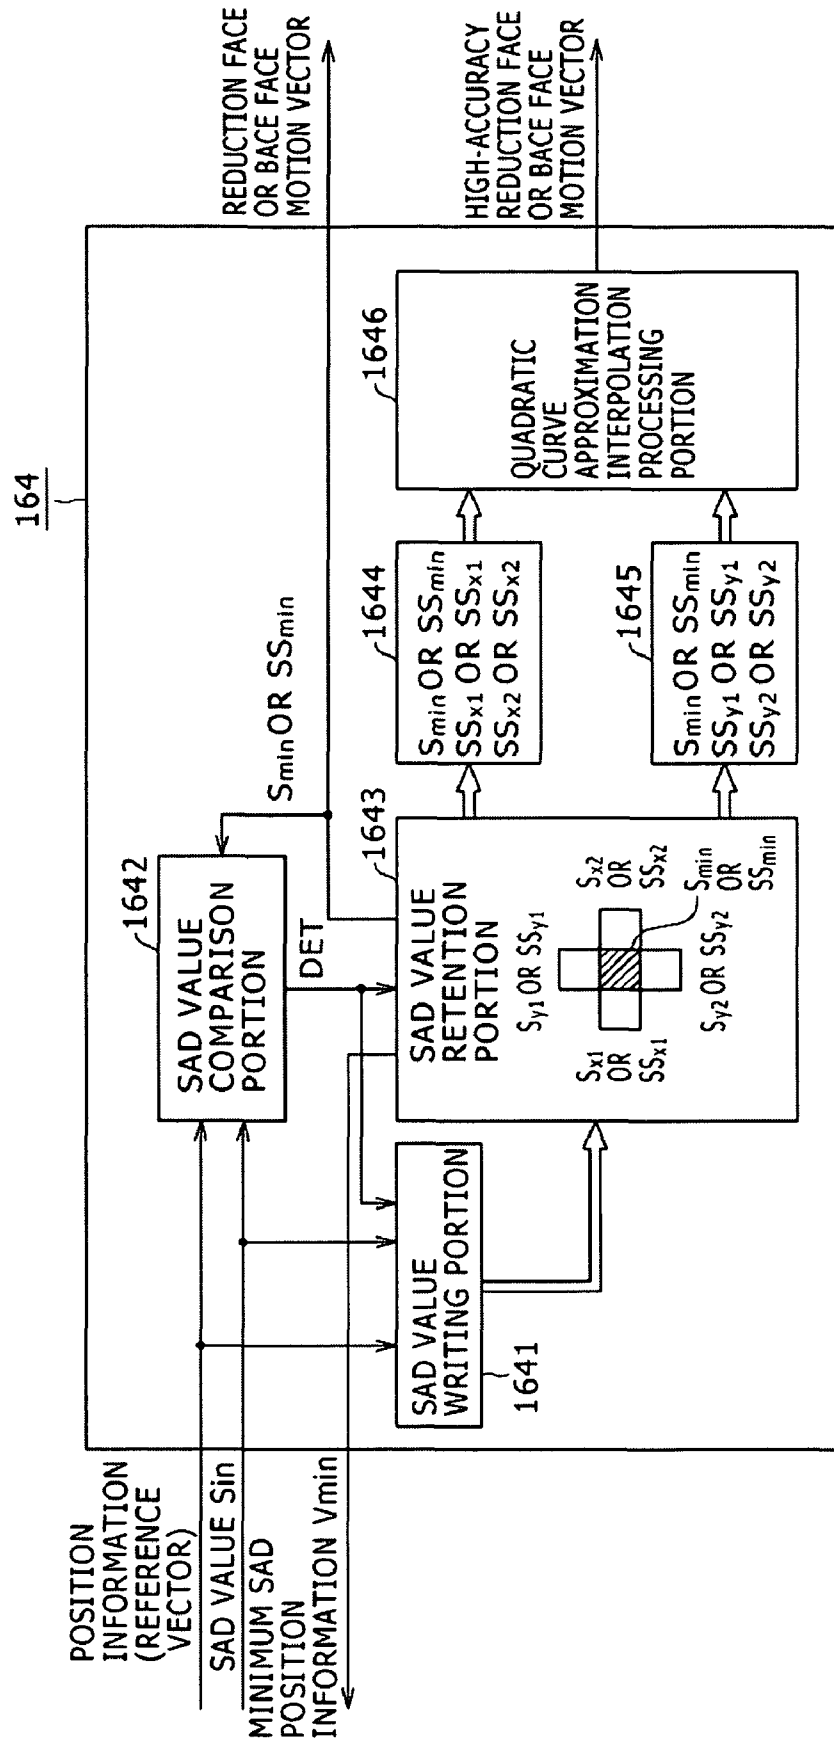 164
POSITION
INFORMATION
(REFERENCE
VECTOR)
SAD VALUE Sin
MINIMUM SAD
POSITION
INFORMATION Vmin
1642
SAD VALUE
COMPARISON
PORTION
DET
Smin OR SSmin
REDUCTION FACE
OR BACE FACE
MOTION VECTOR
SAD VALUE
WRITING PORTION
1641
1643
SAD VALUE
RETENTION
PORTION
Sy1 OR SSy1
Sx1
OR
SSx1
Sx2
OR
SSx2
Smin
OR
SSmin
Sy2 OR SSy2
1644
Smin OR SSmin
SSx1 OR SSx1
SSx2 OR SSx2
1645
Smin OR SSmin
SSy1 OR SSy1
SSy2 OR SSy2
1646
QUADRATIC
CURVE
APPROXIMATION
INTERPOLATION
PROCESSING
PORTION
HIGH-ACCURACY
REDUCTION FACE
OR BACE FACE
MOTION VECTOR